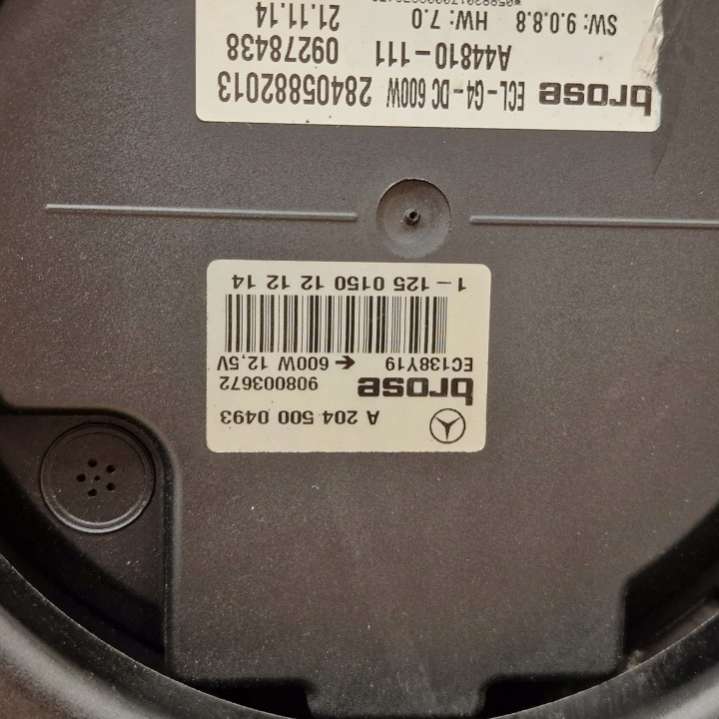 A 204 500 0493
brose 908003672
EC138Y19 → 600W 12,5V
1 - 125 0150 12 12 14
brose ECL-G4-DC 600W 28405882013
A44810-111 09278438
SW: 9.0.8.8 HW: 7.0 21.11.14